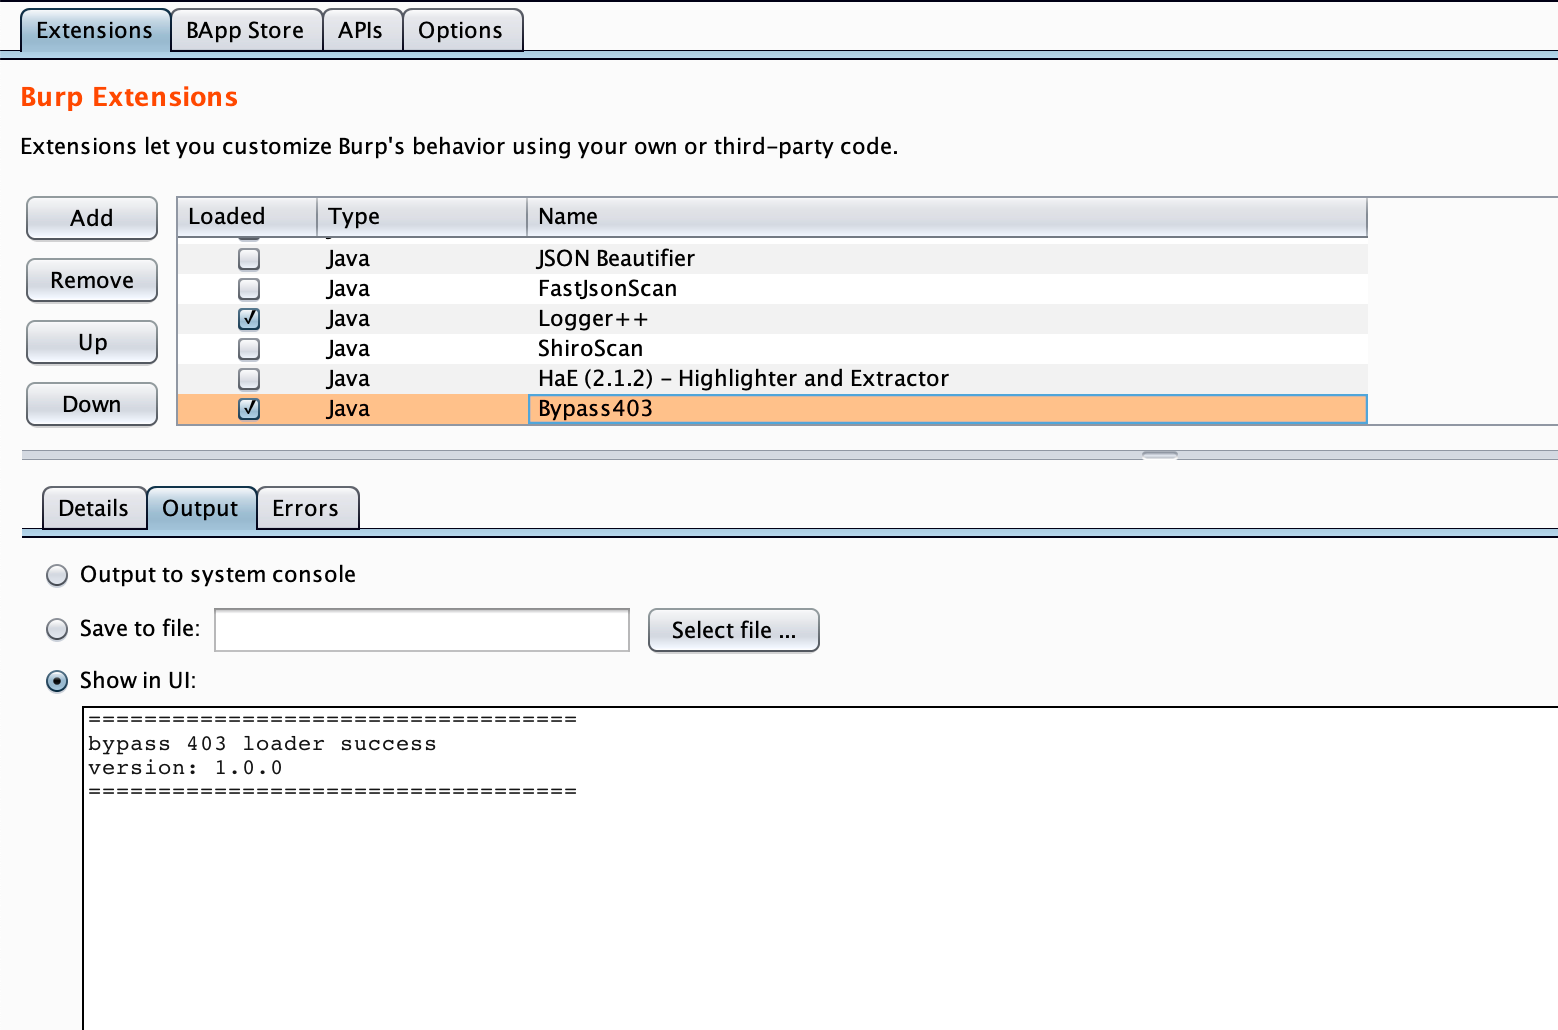 Extensions BApp Store APIs Options
Burp Extensions
Extensions let you customize Burp's behavior using your own or third-party code.
Add
Remove
Up
Down
Loaded Type Name
Java JSON Beautifier
Java FastJsonScan
Java Logger++
Java ShiroScan
Java HaE (2.1.2) - Highlighter and Extractor
Java Bypass403
Details Output Errors
Output to system console
Save to file: Select file ...
Show in UI:
===================================
bypass 403 loader success
version: 1.0.0
===================================